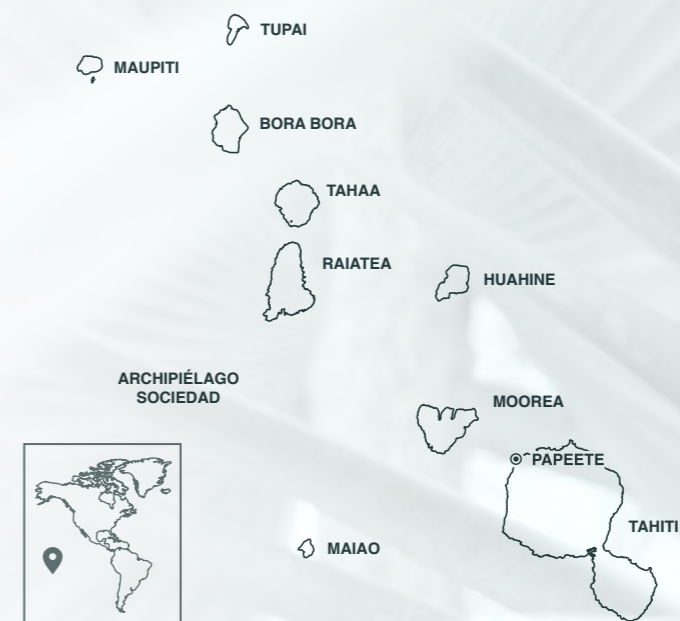 TUPAI
MAUPITI
BORA BORA
TAHAA
RAIATEA
HUAHINE
ARCHIPIÉLAGO
SOCIEDAD
MOOREA
PAPEETE
TAHITI
MAIAO